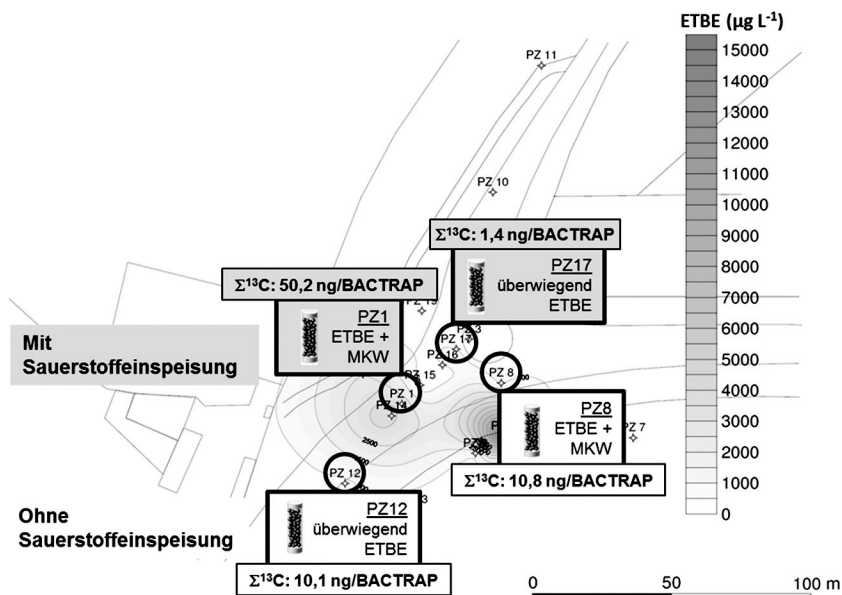 ETBE (µg L⁻¹)
15000
14000
13000
12000
11000
10000
9000
8000
7000
6000
5000
4000
3000
2000
1000
0
PZ 11
PZ 10
Σ¹³C: 1,4 ng/BACTRAP
PZ17
überwiegend
ETBE
Σ¹³C: 50,2 ng/BACTRAP
PZ1
ETBE +
MKW
Mit
Sauerstoffeinspeisung
PZ 17
PZ 16
PZ 15
PZ 8
PZ 1
PZ 14
2500
PZ8
ETBE +
MKW
PZ 7
Σ¹³C: 10,8 ng/BACTRAP
PZ 12
Ohne
Sauerstoffeinspeisung
PZ12
überwiegend
ETBE
Σ¹³C: 10,1 ng/BACTRAP
0
50
100 m